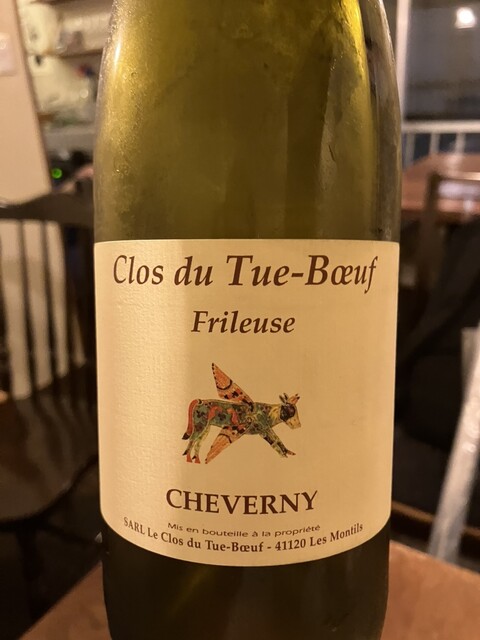 Clos du Tue-Bœuf
Frileuse
CHEVERNY
Mis en bouteille à la propriété
SARL Le Clos du Tue-Bœuf - 41120 Les Montils